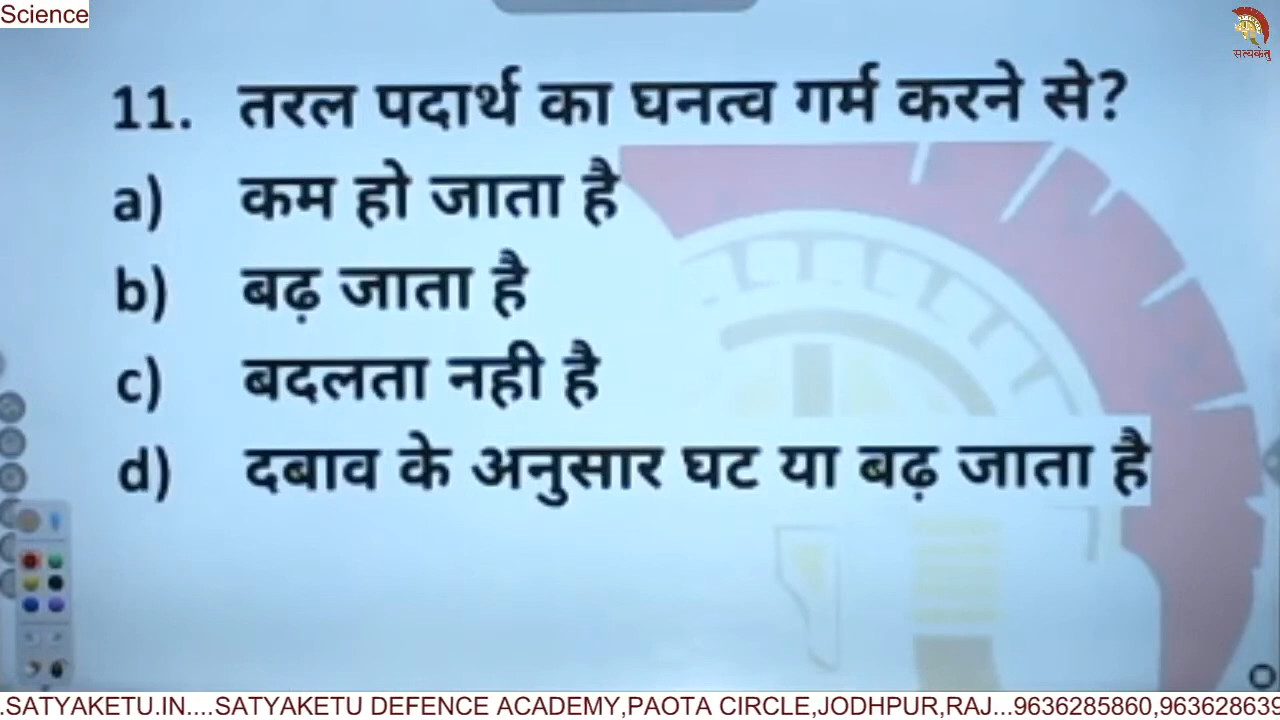 Science
सत्यकेतु
11. तरल पदार्थ का घनत्व गर्म करने से?
a) कम हो जाता है
b) बढ़ जाता है
c) बदलता नही है
d) दबाव के अनुसार घट या बढ़ जाता है
.SATYAKETU.IN....SATYAKETU DEFENCE ACADEMY,PAOTA CIRCLE,JODHPUR,RAJ...9636285860,963628639